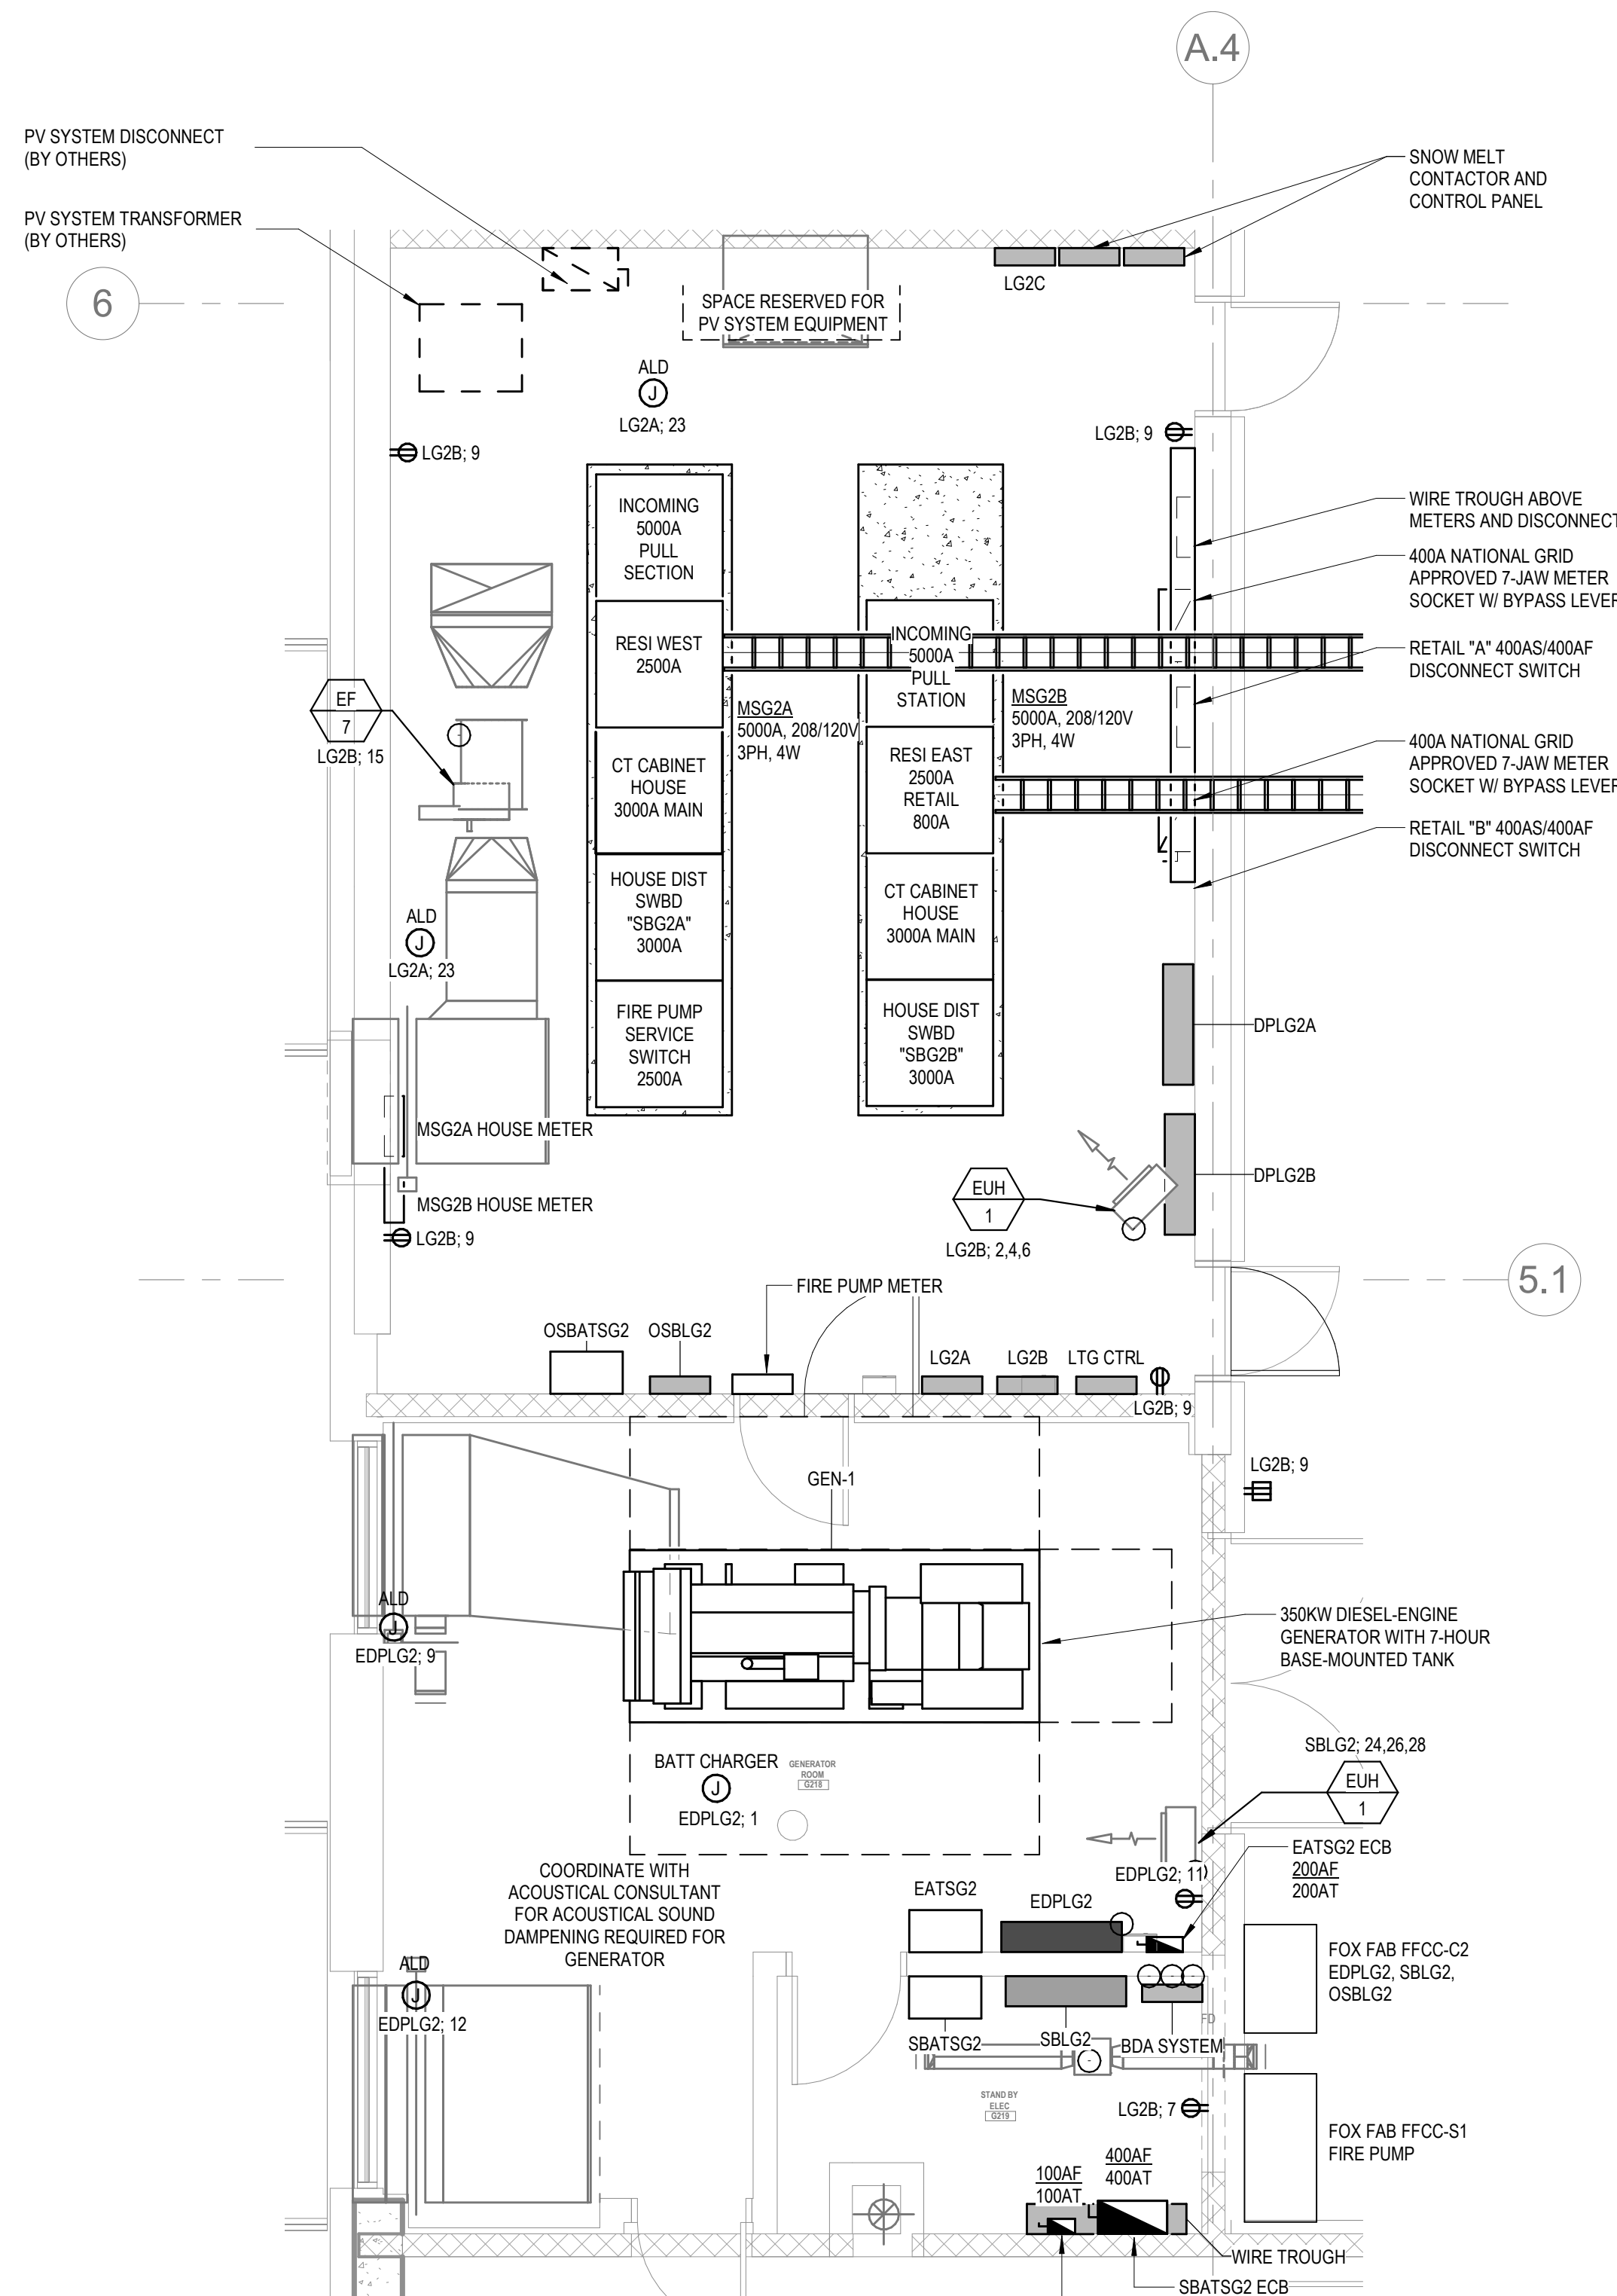 A.4
PV SYSTEM DISCONNECT
(BY OTHERS)
SNOW MELT
CONTACTOR AND
CONTROL PANEL
PV SYSTEM TRANSFORMER
(BY OTHERS)
6
SPACE RESERVED FOR
PV SYSTEM EQUIPMENT
LG2C
ALD
J
LG2A; 23
LG2B; 9
LG2B; 9
INCOMING
5000A
PULL
SECTION
RESI WEST
2500A
CT CABINET
HOUSE
3000A MAIN
HOUSE DIST
SWBD
"SBG2A"
3000A
FIRE PUMP
SERVICE
SWITCH
2500A
MSG2A
5000A, 208/120V
3PH, 4W
INCOMING
5000A
PULL
STATION
RESI EAST
2500A
RETAIL
800A
CT CABINET
HOUSE
3000A MAIN
HOUSE DIST
SWBD
"SBG2B"
3000A
MSG2B
5000A, 208/120V
3PH, 4W
WIRE TROUGH ABOVE
METERS AND DISCONNECT
400A NATIONAL GRID
APPROVED 7-JAW METER
SOCKET W/ BYPASS LEVER
RETAIL "A" 400AS/400AF
DISCONNECT SWITCH
400A NATIONAL GRID
APPROVED 7-JAW METER
SOCKET W/ BYPASS LEVER
RETAIL "B" 400AS/400AF
DISCONNECT SWITCH
EF
7
LG2B; 15
ALD
J
LG2A; 23
DPLG2A
MSG2A HOUSE METER
DPLG2B
MSG2B HOUSE METER
LG2B; 9
EUH
1
LG2B; 2,4,6
5.1
FIRE PUMP METER
OSBATSG2
OSBLG2
LG2A
LG2B
LTG CTRL
LG2B; 9
LG2B; 9
GEN-1
ALD
J
EDPLG2; 9
350KW DIESEL-ENGINE
GENERATOR WITH 7-HOUR
BASE-MOUNTED TANK
BATT CHARGER
J
EDPLG2; 1
GENERATOR
ROOM
G218
SBLG2; 24,26,28
EUH
1
COORDINATE WITH
ACOUSTICAL CONSULTANT
FOR ACOUSTICAL SOUND
DAMPENING REQUIRED FOR
GENERATOR
EDPLG2; 11
EATSG2 ECB
200AF
200AT
EATSG2
EDPLG2
FOX FAB FFCC-C2
EDPLG2, SBLG2,
OSBLG2
ALD
J
EDPLG2; 12
SBATSG2
SBLG2
BDA SYSTEM
FD
STAND BY
ELEC
G219
LG2B; 7
FOX FAB FFCC-S1
FIRE PUMP
100AF
100AT
400AF
400AT
WIRE TROUGH
SBATSG2 ECB